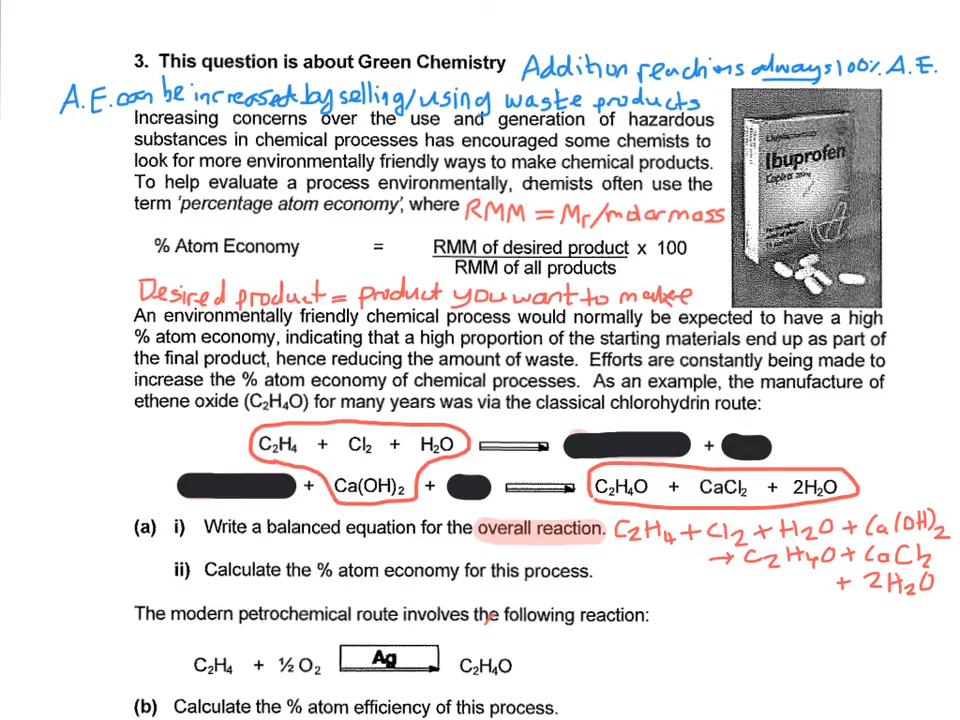 3. This question is about Green Chemistry Addition reactions always 100% A.E.
A.E. can be increased by selling/using waste products
Increasing concerns over the use and generation of hazardous
substances in chemical processes has encouraged some chemists to
look for more environmentally friendly ways to make chemical products.
To help evaluate a process environmentally, chemists often use the
term 'percentage atom economy', where RMM = Mr/molar mass
Ibuprofen
% Atom Economy = RMM of desired product x 100
RMM of all products
Desired product = product you want to make
An environmentally friendly chemical process would normally be expected to have a high
% atom economy, indicating that a high proportion of the starting materials end up as part of
the final product, hence reducing the amount of waste. Efforts are constantly being made to
increase the % atom economy of chemical processes. As an example, the manufacture of
ethene oxide (C₂H₄O) for many years was via the classical chlorohydrin route:
C₂H₄ + Cl₂ + H₂O +
+ Ca(OH)₂ + C₂H₄O + CaCl₂ + 2H₂O
(a) i) Write a balanced equation for the overall reaction. C₂H₄ + Cl₂ + H₂O + Ca(OH)₂
→ C₂H₄O + CaCl₂
+ 2H₂O
ii) Calculate the % atom economy for this process.
The modern petrochemical route involves the following reaction:
C₂H₄ + ½ O₂ Ag C₂H₄O
(b) Calculate the % atom efficiency of this process.